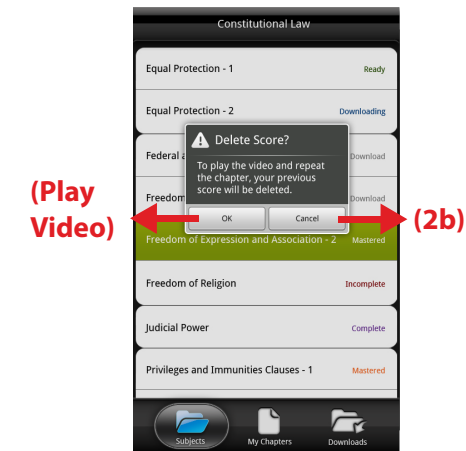 Constitutional Law
Equal Protection - 1 Ready
Equal Protection - 2 Downloading
Federal Download
Delete Score?
To play the video and repeat
the chapter, your previous
score will be deleted.
Freedom Download
OK Cancel
(Play
Video)
(2b)
Freedom of Expression and Association - 2 Mastered
Freedom of Religion Incomplete
Judicial Power Complete
Privileges and Immunities Clauses - 1 Mastered
Subjects My Chapters Downloads